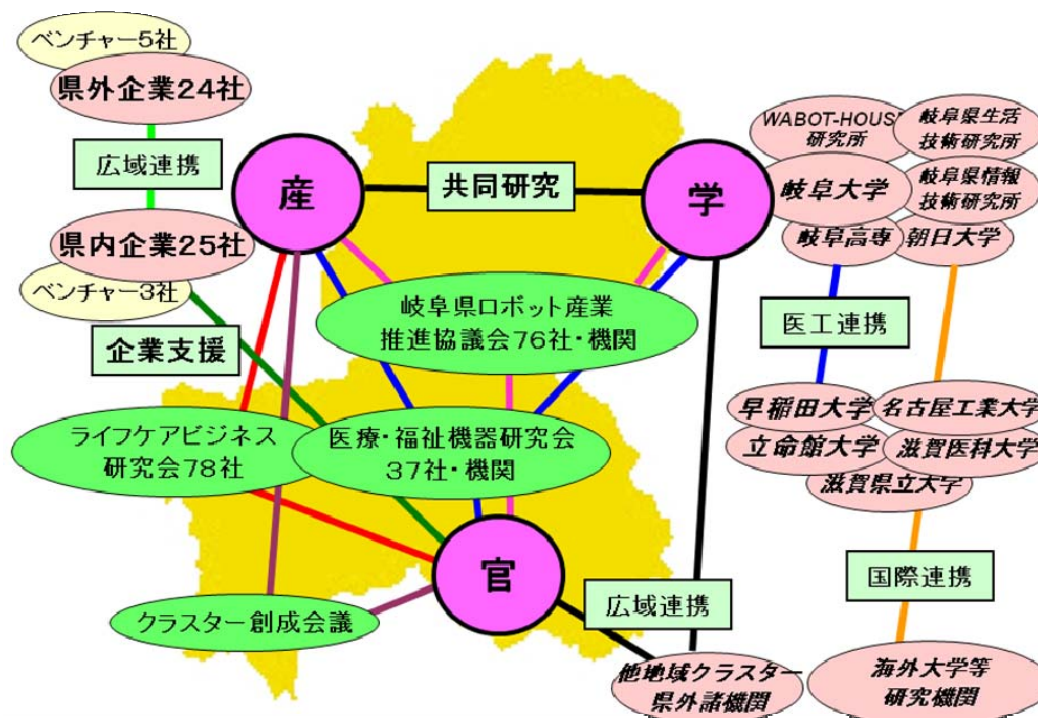 ベンチャー5社
県外企業24社
広域連携
県内企業25社
ベンチャー3社
企業支援
産
共同研究
学
岐阜県ロボット産業
推進協議会76社・機関
ライフケアビジネス
研究会78社
医療・福祉機器研究会
37社・機関
官
クラスター創成会議
広域連携
他地域クラスター
県外諸機関
WABOT-HOUSE
研究所
岐阜県生活
技術研究所
岐阜大学
岐阜県情報
技術研究所
岐阜高専
朝日大学
医工連携
早稲田大学
名古屋工業大学
立命館大学
滋賀医科大学
滋賀県立大学
国際連携
海外大学等
研究機関